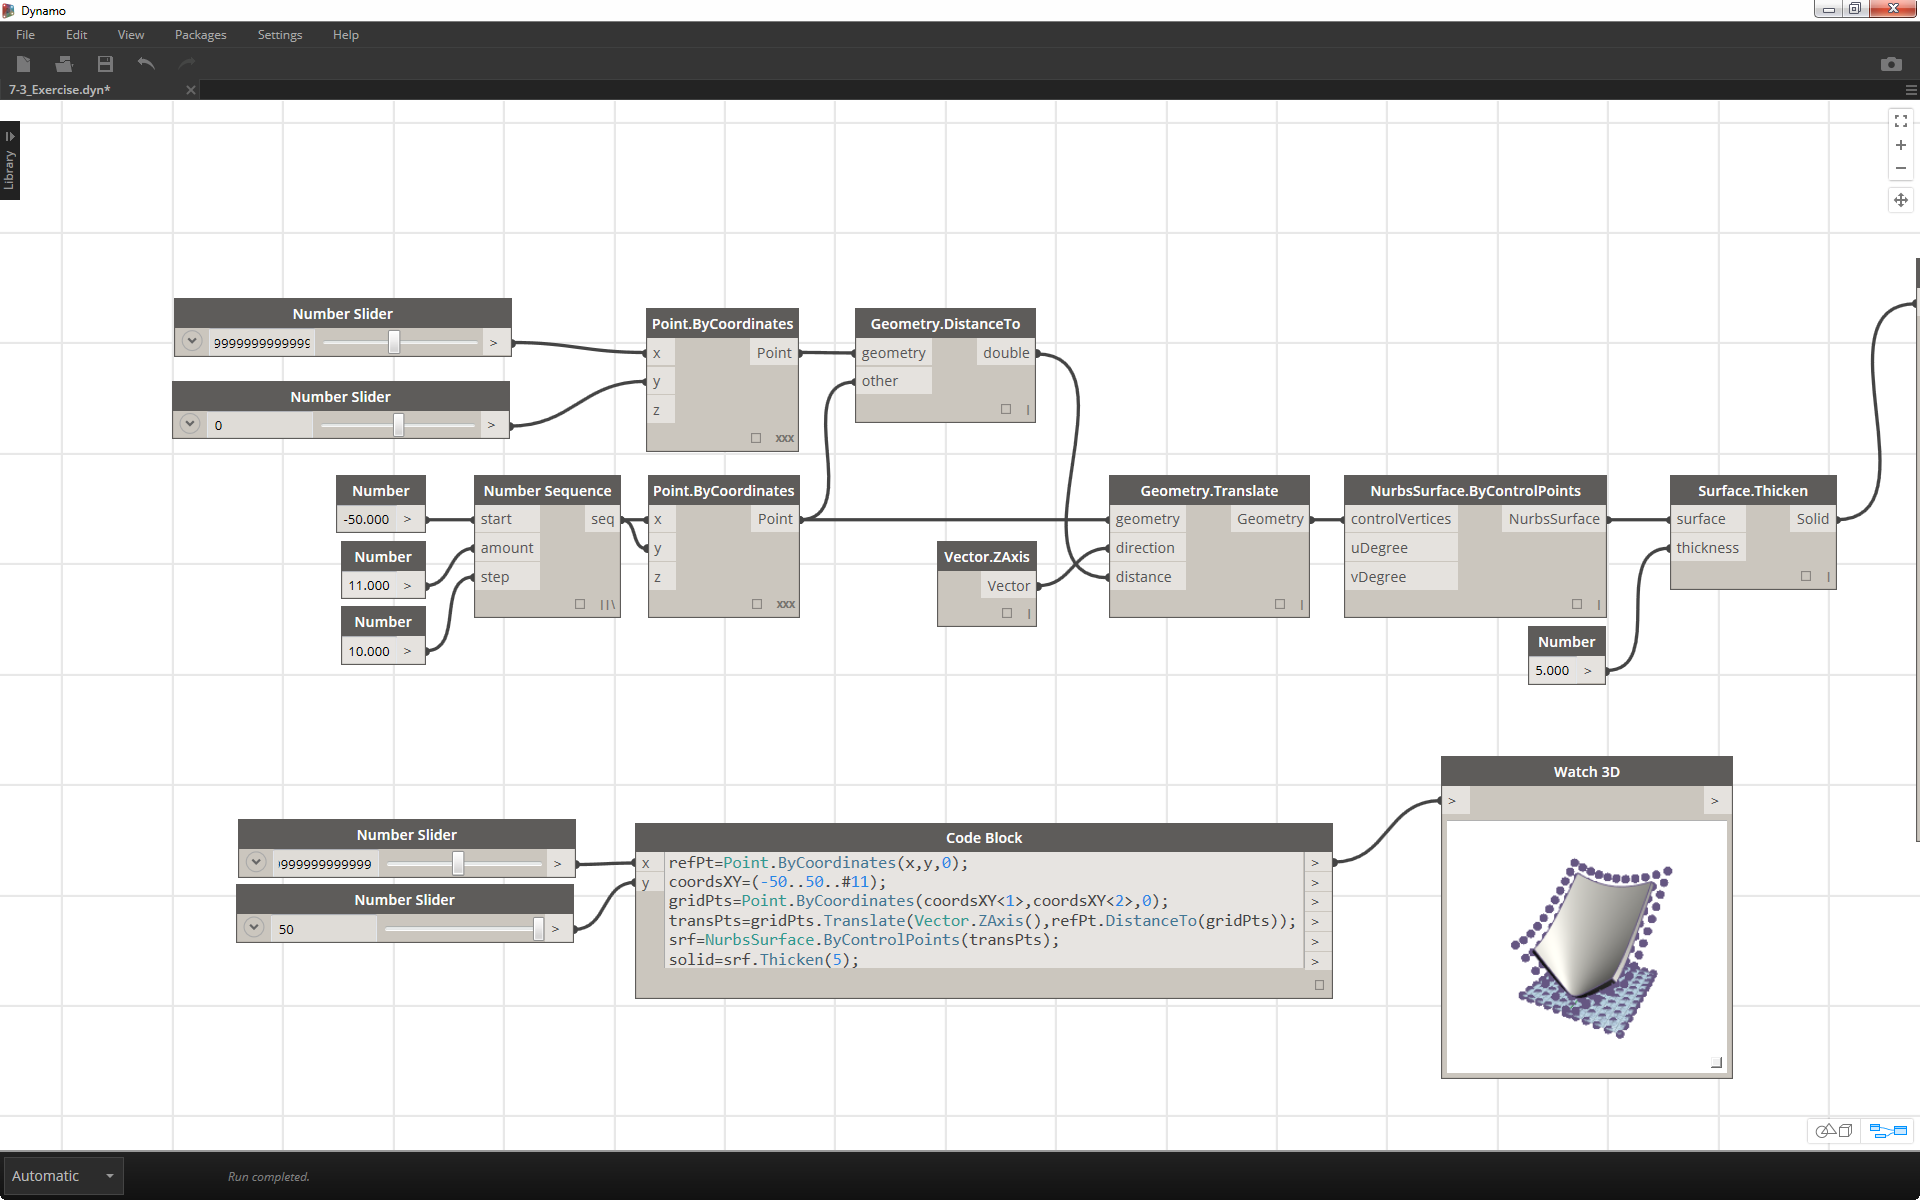 Dynamo
File Edit View Packages Settings Help
7-3_Exercise.dyn*
Library
Number Slider
9999999999999 >
Number Slider
0 >
Point.ByCoordinates
x Point
y
z
xxx
Geometry.DistanceTo
geometry double
other
|
Number
-50.000 >
Number
11.000 >
Number
10.000 >
Number Sequence
start seq
amount
step
||\
Point.ByCoordinates
x Point
y
z
xxx
Vector.ZAxis
Vector
|
Geometry.Translate
geometry Geometry
direction
distance
|
NurbsSurface.ByControlPoints
controlVertices NurbsSurface
uDegree
vDegree
|
Surface.Thicken
surface Solid
thickness
|
Number
5.000 >
Number Slider
999999999999 >
Number Slider
50 >
Code Block
x refPt=Point.ByCoordinates(x,y,0); >
y coordsXY=(-50..50..#11); >
gridPts=Point.ByCoordinates(coordsXY<1>,coordsXY<2>,0); >
transPts=gridPts.Translate(Vector.ZAxis(),refPt.DistanceTo(gridPts)); >
srf=NurbsSurface.ByControlPoints(transPts); >
solid=srf.Thicken(5); >
Watch 3D
> >
Automatic
Run completed.